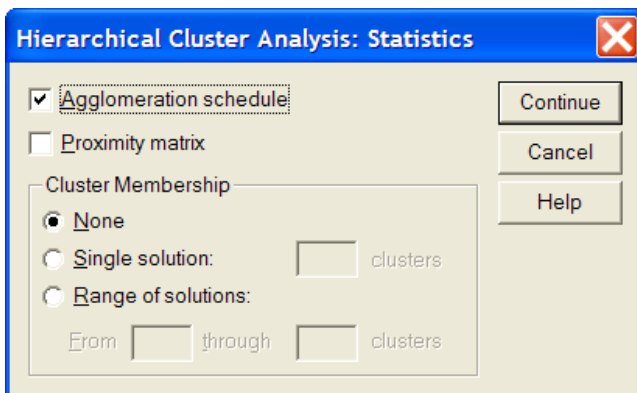 Hierarchical Cluster Analysis: Statistics
Agglomeration schedule
Continue
Proximity matrix
Cancel
Cluster Membership
Help
None
Single solution: clusters
Range of solutions:
From through clusters